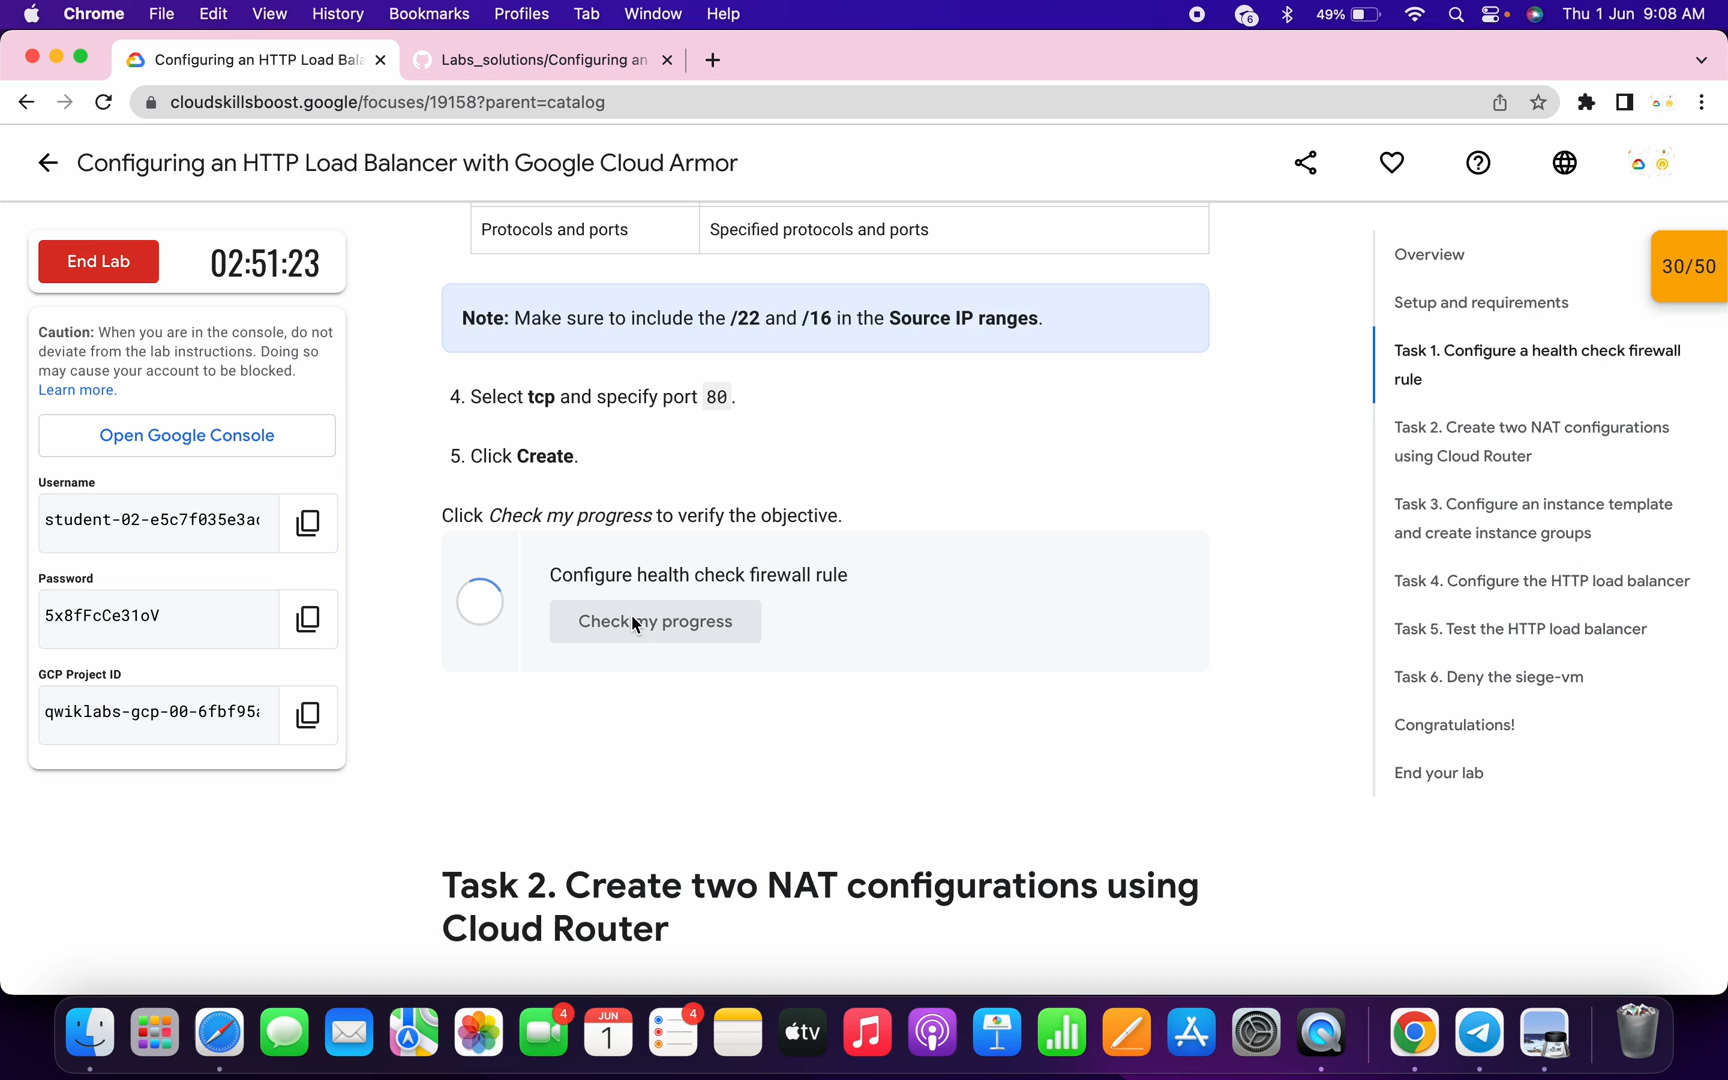 Chrome File Edit View History Bookmarks Profiles Tab Window Help 6 49% Thu 1 Jun 9:08 AM
Configuring an HTTP Load Bala Labs_solutions/Configuring an
cloudskillsboost.google/focuses/19158?parent=catalog
Configuring an HTTP Load Balancer with Google Cloud Armor
End Lab 02:51:23
Caution: When you are in the console, do not
deviate from the lab instructions. Doing so
may cause your account to be blocked.
Learn more.
Open Google Console
Username
student-02-e5c7f035e3a
Password
5x8fFcCe31oV
GCP Project ID
qwiklabs-gcp-00-6fbf95
Protocols and ports Specified protocols and ports
Note: Make sure to include the /22 and /16 in the Source IP ranges.
4. Select tcp and specify port 80.
5. Click Create.
Click Check my progress to verify the objective.
Configure health check firewall rule
Check my progress
Task 2. Create two NAT configurations using
Cloud Router
Overview
Setup and requirements
Task 1. Configure a health check firewall
rule
Task 2. Create two NAT configurations
using Cloud Router
Task 3. Configure an instance template
and create instance groups
Task 4. Configure the HTTP load balancer
Task 5. Test the HTTP load balancer
Task 6. Deny the siege-vm
Congratulations!
End your lab
30/50
4 JUN 1 4 tv